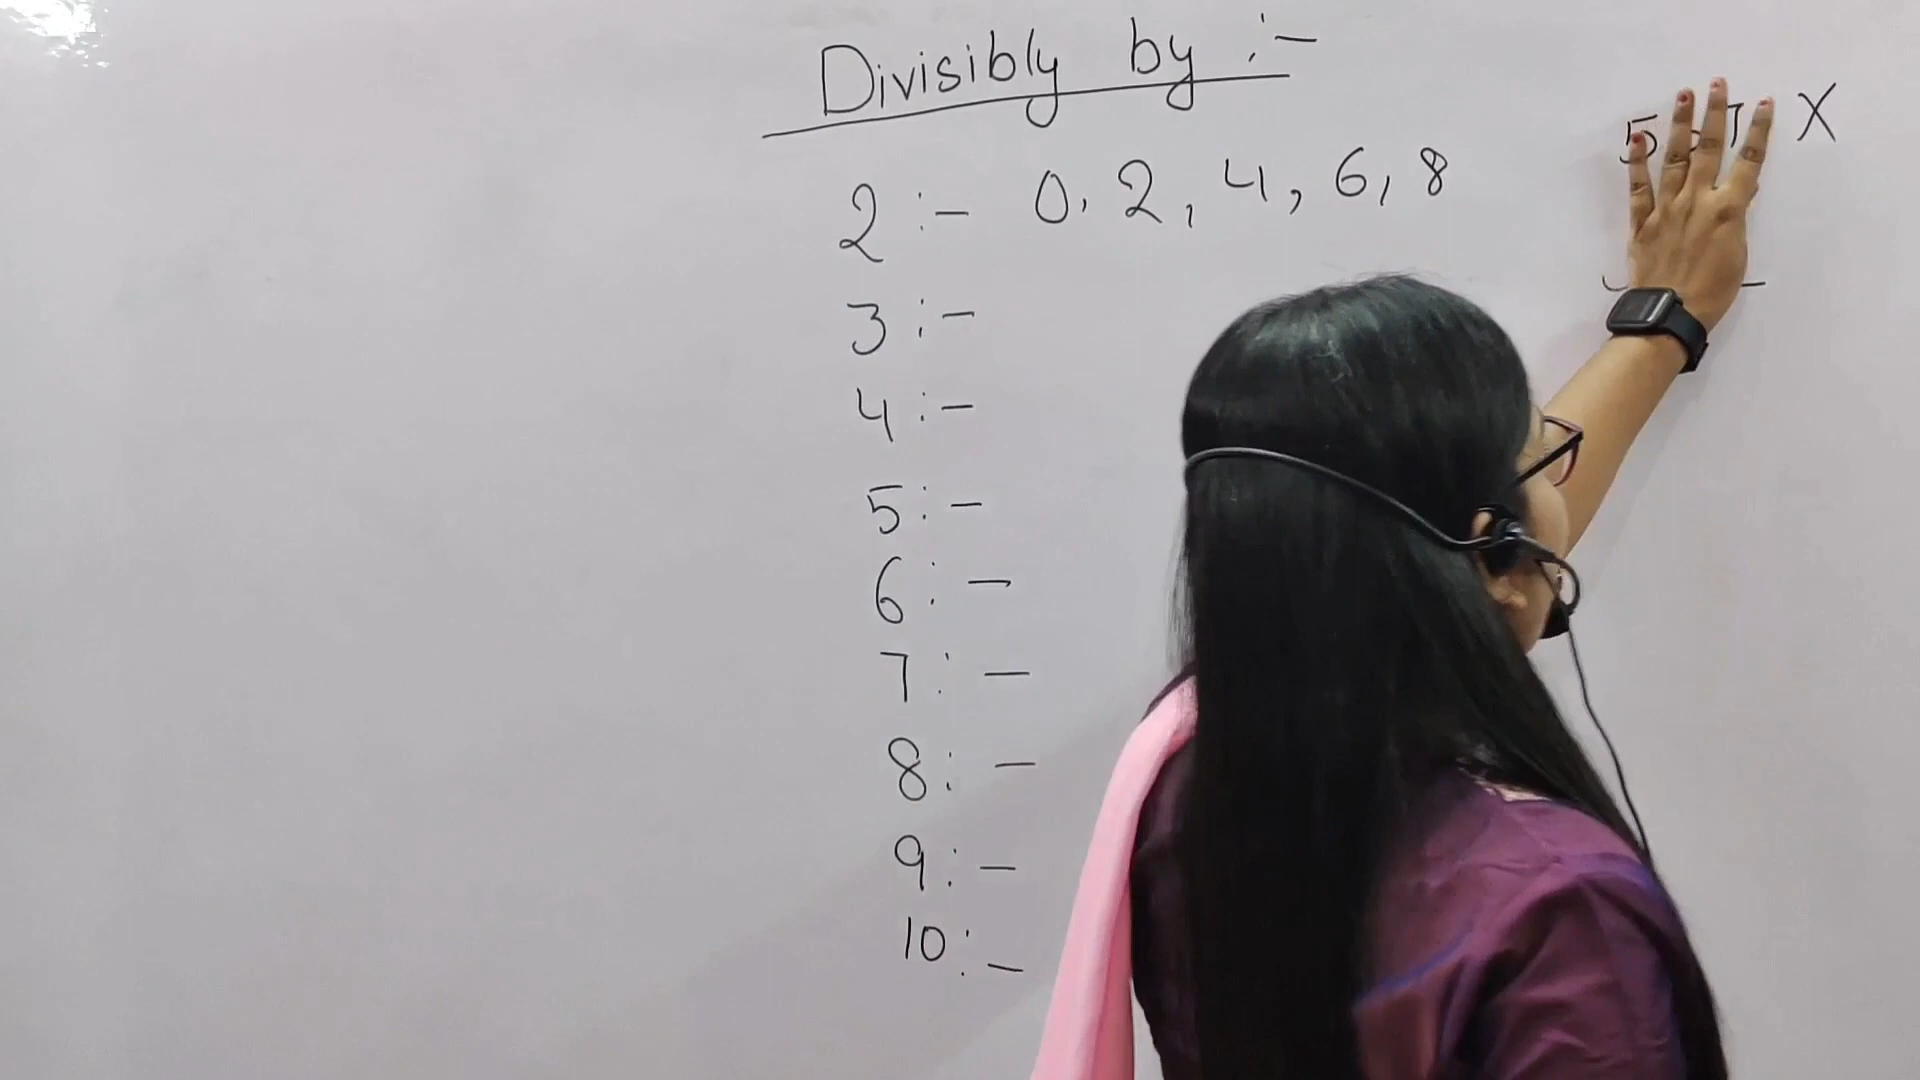 Divisibly by :-
2 :- 0, 2, 4, 6, 8
3 :-
4 :-
5 :-
6 :-
7 :-
8 :-
9 :-
10 :-
X